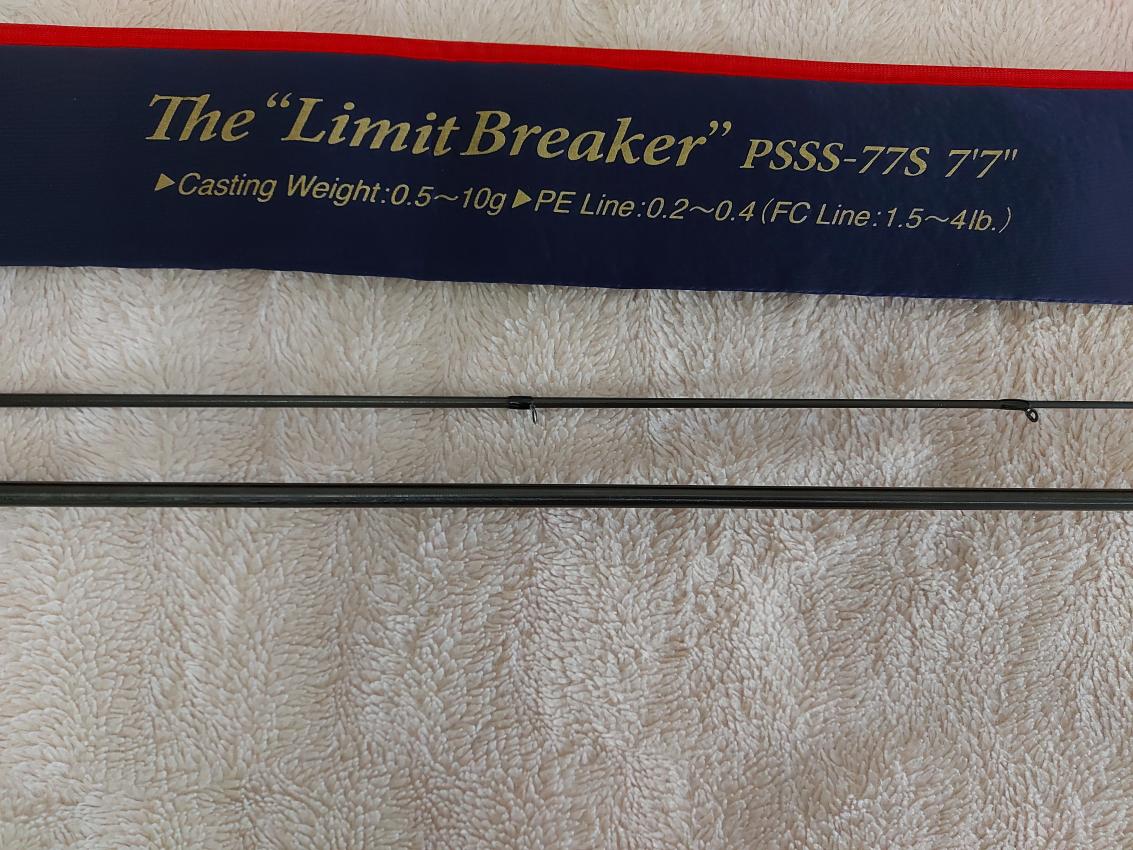 The “Limit Breaker” PSSS-77S 7'7"
▶Casting Weight:0.5～10g▶PE Line:0.2～0.4(FC Line:1.5～4lb.)